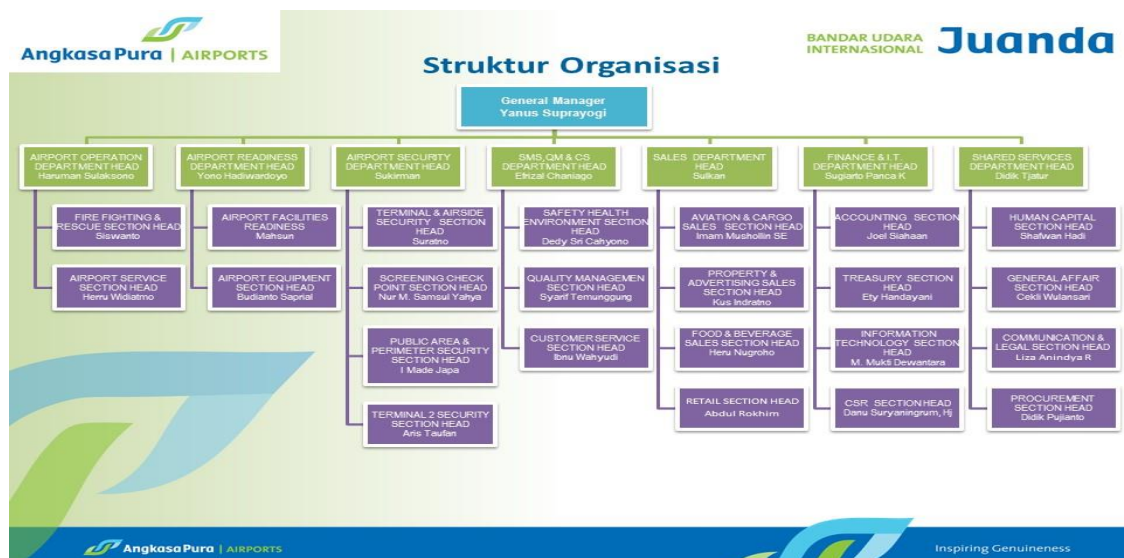 AngkasaPura | AIRPORTS
BANDAR UDARA
INTERNASIONAL Juanda
Struktur Organisasi
General Manager
Yanus Suprayogi
AIRPORT OPERATION
DEPARTMENT HEAD
Haruman Sulaksono
AIRPORT READINESS
DEPARTMENT HEAD
Yono Hadiwardoyo
AIRPORT SECURITY
DEPARTMENT HEAD
Sukirman
SMS,QM & CS
DEPARTMENT HEAD
Efrizal Chaniago
SALES DEPARTMENT
HEAD
Sulkan
FINANCE & I.T.
DEPARTMENT HEAD
Sugiarto Panca K
SHARED SERVICES
DEPARTMENT HEAD
Didik Tjatur
FIRE FIGHTING &
RESCUE SECTION HEAD
Siswanto
AIRPORT SERVICE
SECTION HEAD
Herru Widiatmo
AIRPORT FACILITIES
READINESS
Mahsun
AIRPORT EQUIPMENT
SECTION HEAD
Budianto Saprial
TERMINAL & AIRSIDE
SECURITY SECTION
HEAD
Suratno
SCREENING CHECK
POINT SECTION HEAD
Nur M. Samsul Yahya
PUBLIC AREA &
PERIMETER SECURITY
SECTION HEAD
I Made Japa
TERMINAL 2 SECURITY
SECTION HEAD
Aris Taufan
SAFETY HEALTH
ENVIRONMENT SECTION
HEAD
Dedy Sri Cahyono
QUALITY MANAGEMEN
SECTION HEAD
Syarif Temunggung
CUSTOMER SERVICE
SECTION HEAD
Ibnu Wahyudi
AVIATION & CARGO
SALES SECTION HEAD
Imam Mushollin SE
PROPERTY &
ADVERTISING SALES
SECTION HEAD
Kus Indratno
FOOD & BEVERAGE
SALES SECTION HEAD
Heru Nugroho
RETAIL SECTION HEAD
Abdul Rokhim
ACCOUNTING SECTION
HEAD
Joel Siahaan
TREASURY SECTION
HEAD
Ety Handayani
INFORMATION
TECHNOLOGY SECTION
HEAD
M. Mukti Dewantara
CSR SECTION HEAD
Danu Suryaningrum, Hj
HUMAN CAPITAL
SECTION HEAD
Shafwan Hadi
GENERAL AFFAIR
SECTION HEAD
Cekli Wulansari
COMMUNICATION &
LEGAL SECTION HEAD
Liza Anindya R
PROCUREMENT
SECTION HEAD
Didik Pujianto
AngkasaPura | AIRPORTS
Inspiring Genuineness